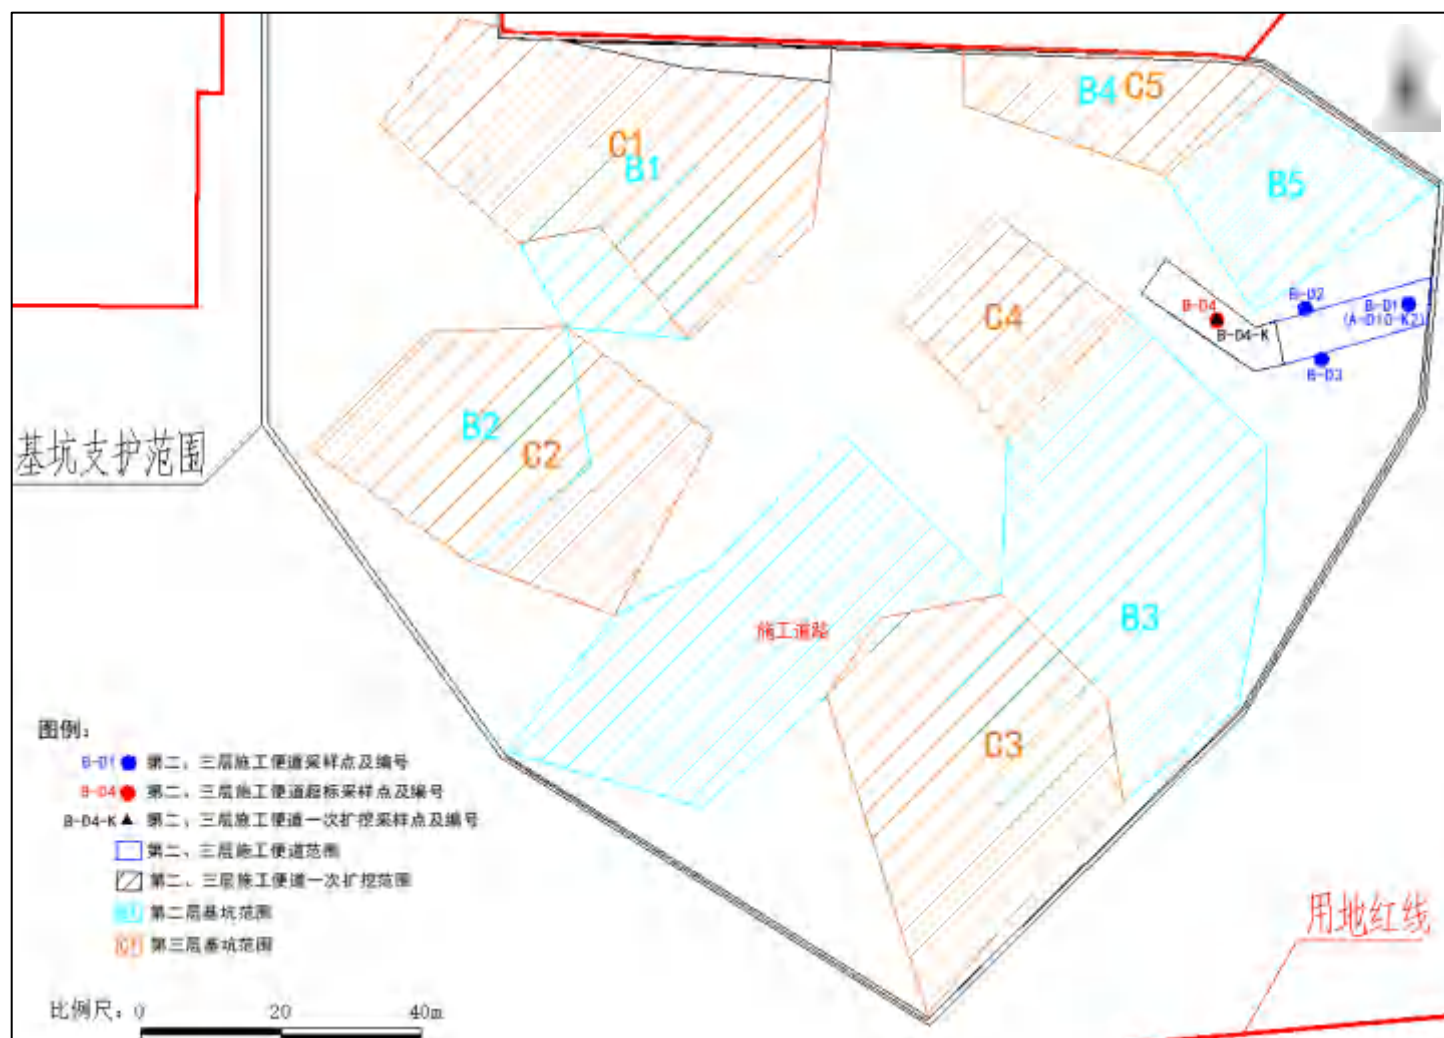 C1
B1
B4
C5
B5
C4
B-D4
B-D4-K
B-D2
B-D1
(A-D10-K2)
B-D3
基坑支护范围
B2
C2
施工道路
B3
C3
图例：
B-D1 第二、三层施工便道采样点及编号
B-D4 第二、三层施工便道超标采样点及编号
B-D4-K 第二、三层施工便道一次扩挖采样点及编号
第二、三层施工便道范围
第二、三层施工便道一次扩挖范围
第二层基坑范围
C1 第三层基坑范围
用地红线
比例尺：0 20 40m